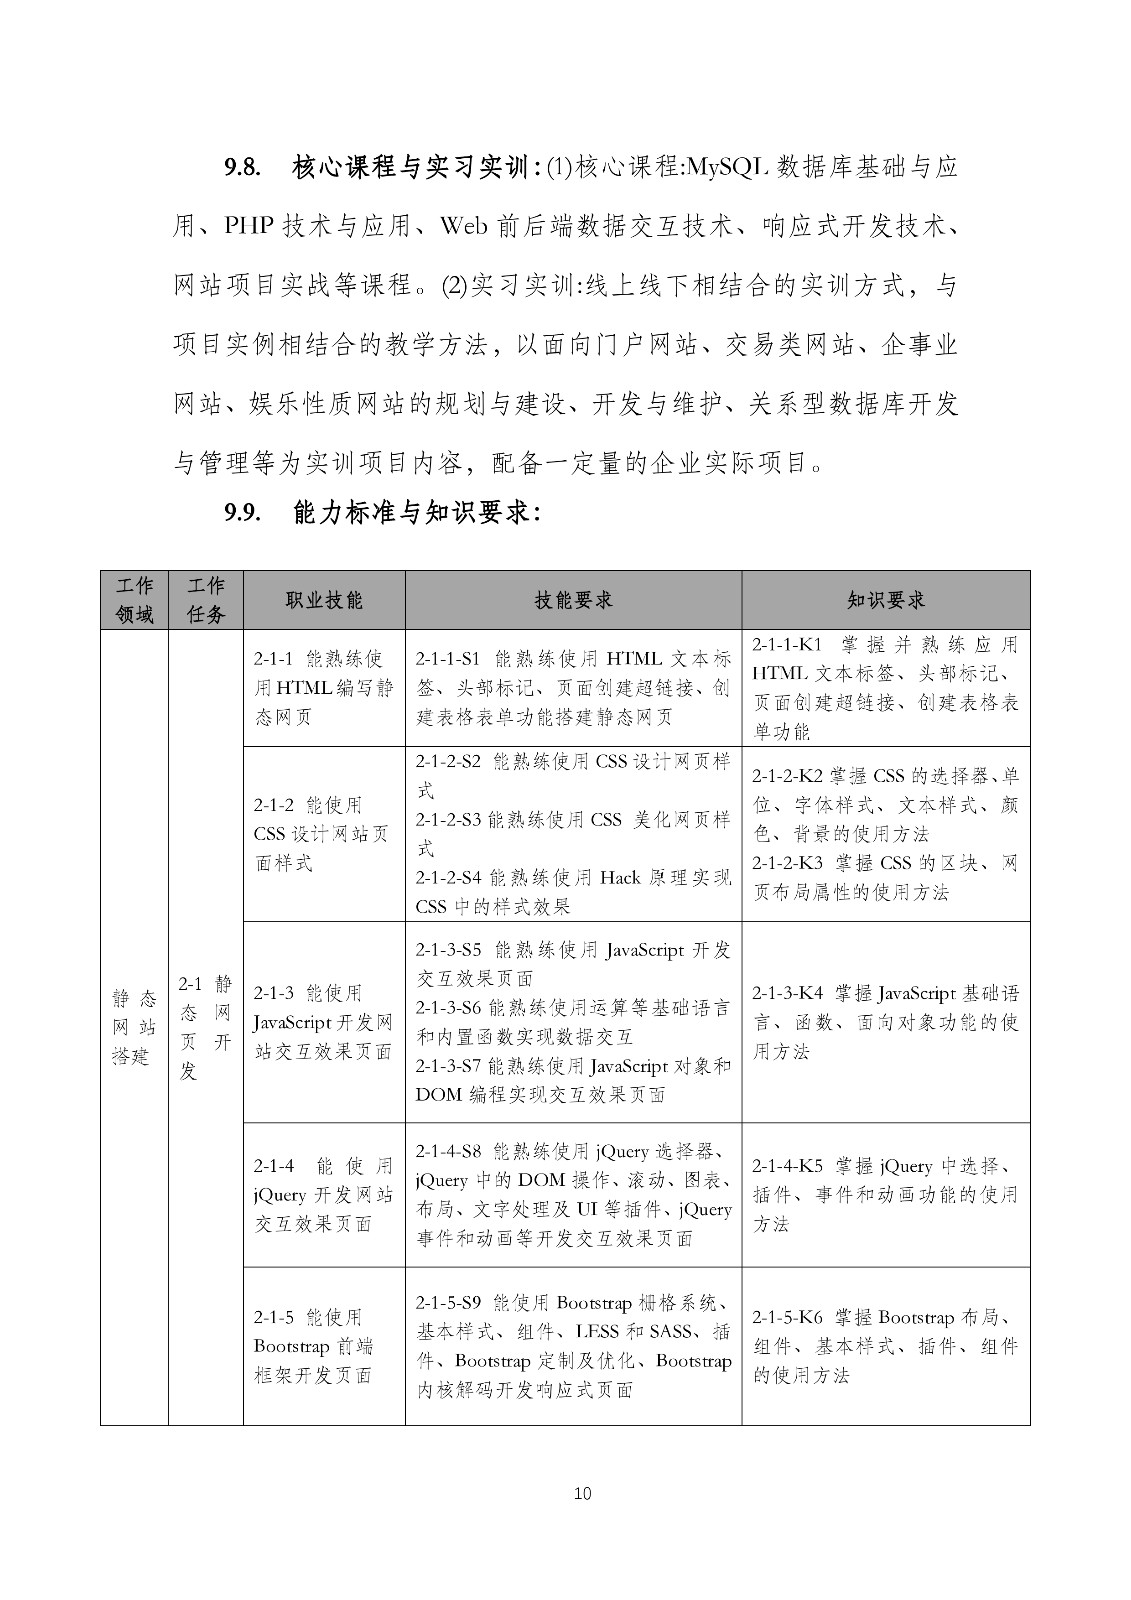 9.8. 核心课程与实习实训:(1)核心课程:MySQL 数据库基础与应
用、PHP 技术与应用、Web 前后端数据交互技术、响应式开发技术、
网站项目实战等课程。(2)实习实训:线上线下相结合的实训方式，与
项目实例相结合的教学方法，以面向门户网站、交易类网站、企事业
网站、娱乐性质网站的规划与建设、开发与维护、关系型数据库开发
与管理等为实训项目内容，配备一定量的企业实际项目。
9.9. 能力标准与知识要求：
工作
领域
工作
任务
职业技能
技能要求
知识要求
静态
网站
搭建
2-1 静
态网
页开
发
2-1-1 能熟练使
用 HTML 编写静
态网页
2-1-1-S1 能熟练使用 HTML 文本标
签、头部标记、页面创建超链接、创
建表格表单功能搭建静态网页
2-1-1-K1 掌握并熟练应用
HTML 文本标签、头部标记、
页面创建超链接、创建表格表
单功能
2-1-2 能使用
CSS 设计网站页
面样式
2-1-2-S2 能熟练使用 CSS 设计网页样
式
2-1-2-S3 能熟练使用 CSS 美化网页样
式
2-1-2-S4 能熟练使用 Hack 原理实现
CSS 中的样式效果
2-1-2-K2 掌握 CSS 的选择器、单
位、字体样式、文本样式、颜
色、背景的使用方法
2-1-2-K3 掌握 CSS 的区块、网
页布局属性的使用方法
2-1-3 能使用
JavaScript 开发网
站交互效果页面
2-1-3-S5 能熟练使用 JavaScript 开发
交互效果页面
2-1-3-S6 能熟练使用运算等基础语言
和内置函数实现数据交互
2-1-3-S7 能熟练使用 JavaScript 对象和
DOM 编程实现交互效果页面
2-1-3-K4 掌握 JavaScript 基础语
言、函数、面向对象功能的使
用方法
2-1-4 能使用
jQuery 开发网站
交互效果页面
2-1-4-S8 能熟练使用 jQuery 选择器、
jQuery 中的 DOM 操作、滚动、图表、
布局、文字处理及 UI 等插件、jQuery
事件和动画等开发交互效果页面
2-1-4-K5 掌握 jQuery 中选择、
插件、事件和动画功能的使用
方法
2-1-5 能使用
Bootstrap 前端
框架开发页面
2-1-5-S9 能使用 Bootstrap 栅格系统、
基本样式、组件、LESS 和 SASS、插
件、Bootstrap 定制及优化、Bootstrap
内核解码开发响应式页面
2-1-5-K6 掌握 Bootstrap 布局、
组件、基本样式、插件、组件
的使用方法
10